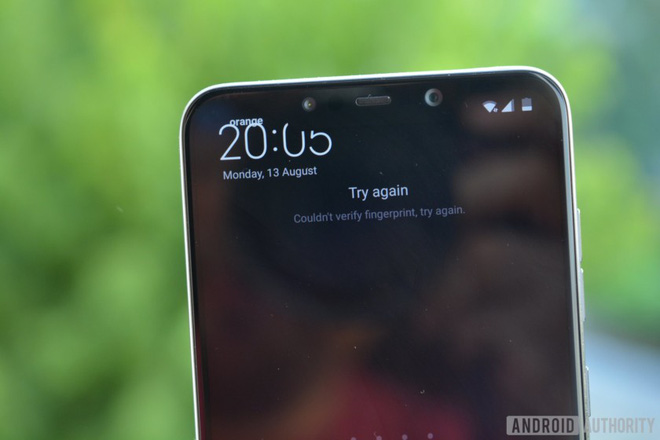 orange
20:05
Monday, 13 August
Try again
Couldn't verify fingerprint, try again.
ANDROID AUTHORITY